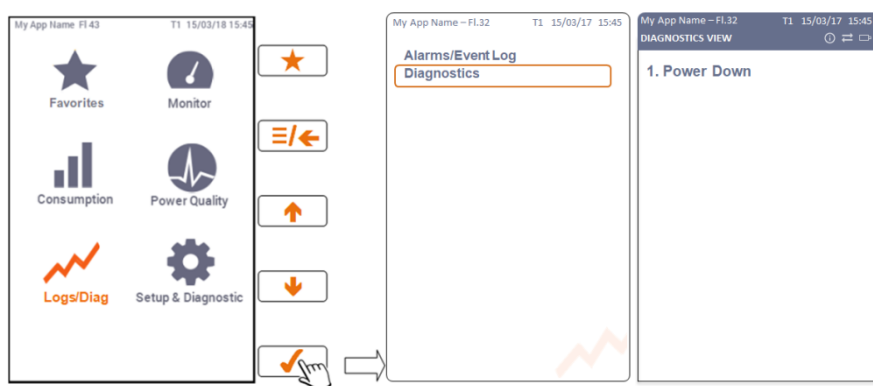 My App Name Fl 43 T1 15/03/18 15:45
Favorites Monitor
Consumption Power Quality
Logs/Diag Setup & Diagnostic
My App Name – Fl.32 T1 15/03/17 15:45
Alarms/Event Log
Diagnostics
My App Name – Fl.32 T1 15/03/17 15:45
DIAGNOSTICS VIEW
1. Power Down